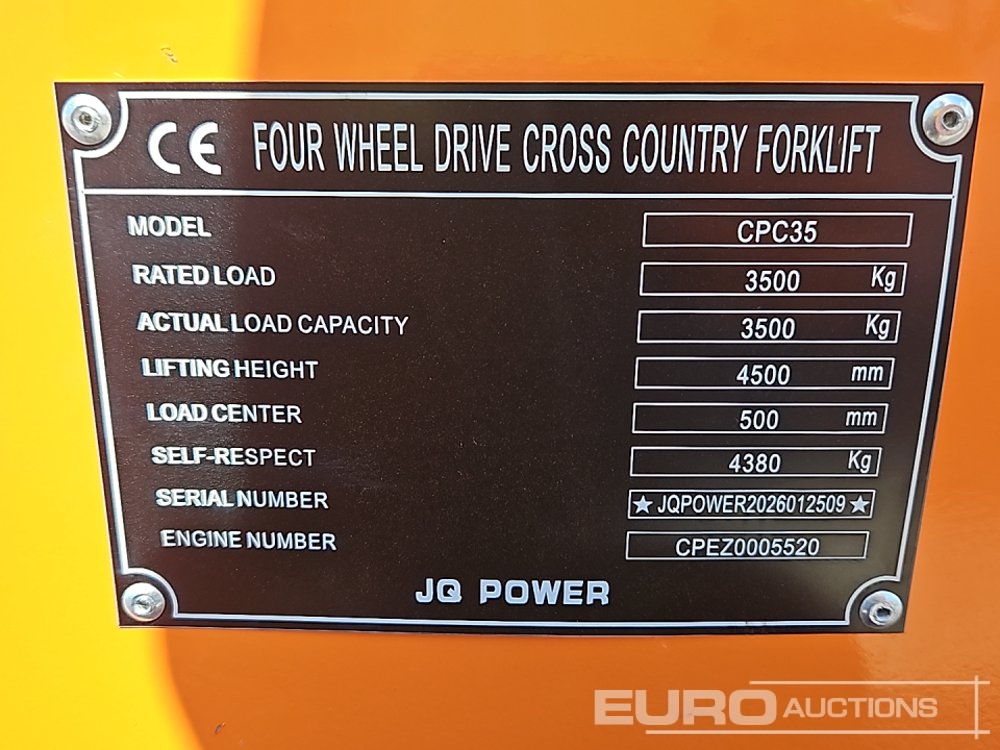 CE FOUR WHEEL DRIVE CROSS COUNTRY FORKLIFT
MODEL CPC35
RATED LOAD 3500 Kg
ACTUAL LOAD CAPACITY 3500 Kg
LIFTING HEIGHT 4500 mm
LOAD CENTER 500 mm
SELF-RESPECT 4380 Kg
SERIAL NUMBER ★JQPOWER2026012509★
ENGINE NUMBER CPEZ0005520
JQ POWER
EURO AUCTIONS